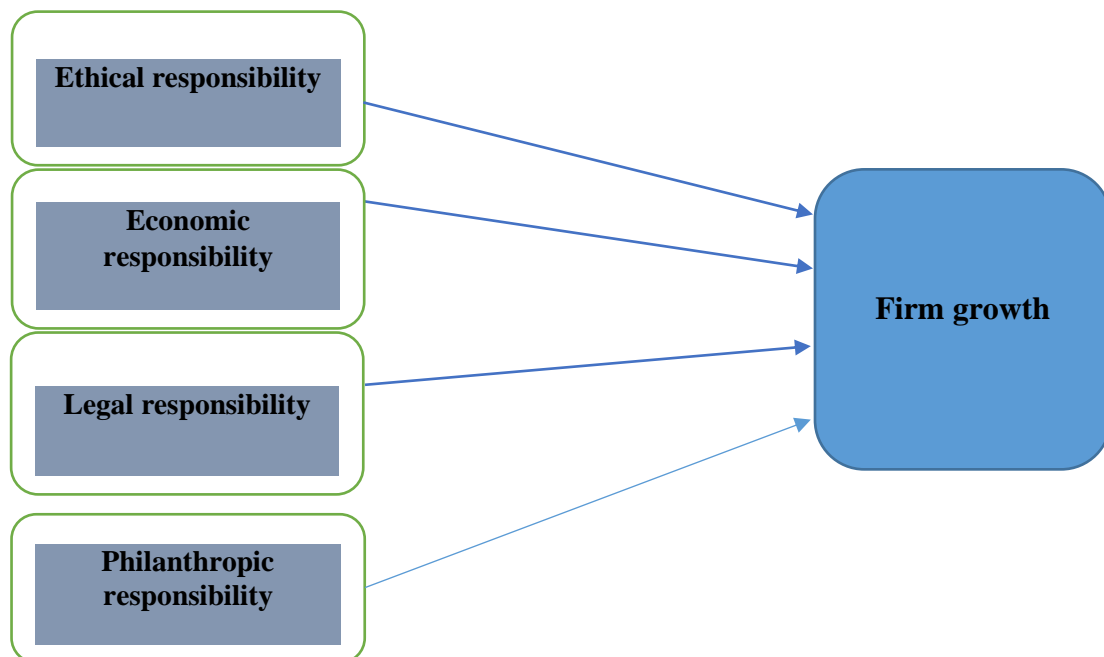 Ethical responsibility
Economic
responsibility
Legal responsibility
Philanthropic
responsibility
Firm growth